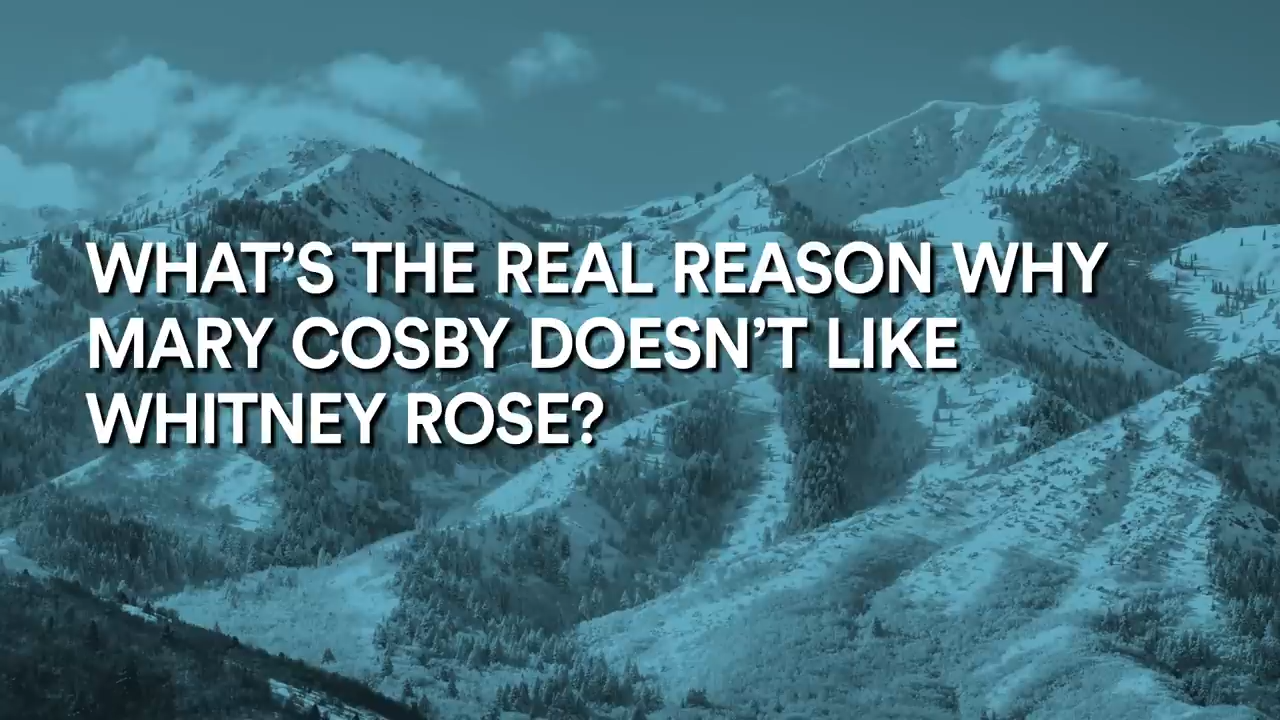 WHAT’S THE REAL REASON WHY
MARY COSBY DOESN’T LIKE
WHITNEY ROSE?